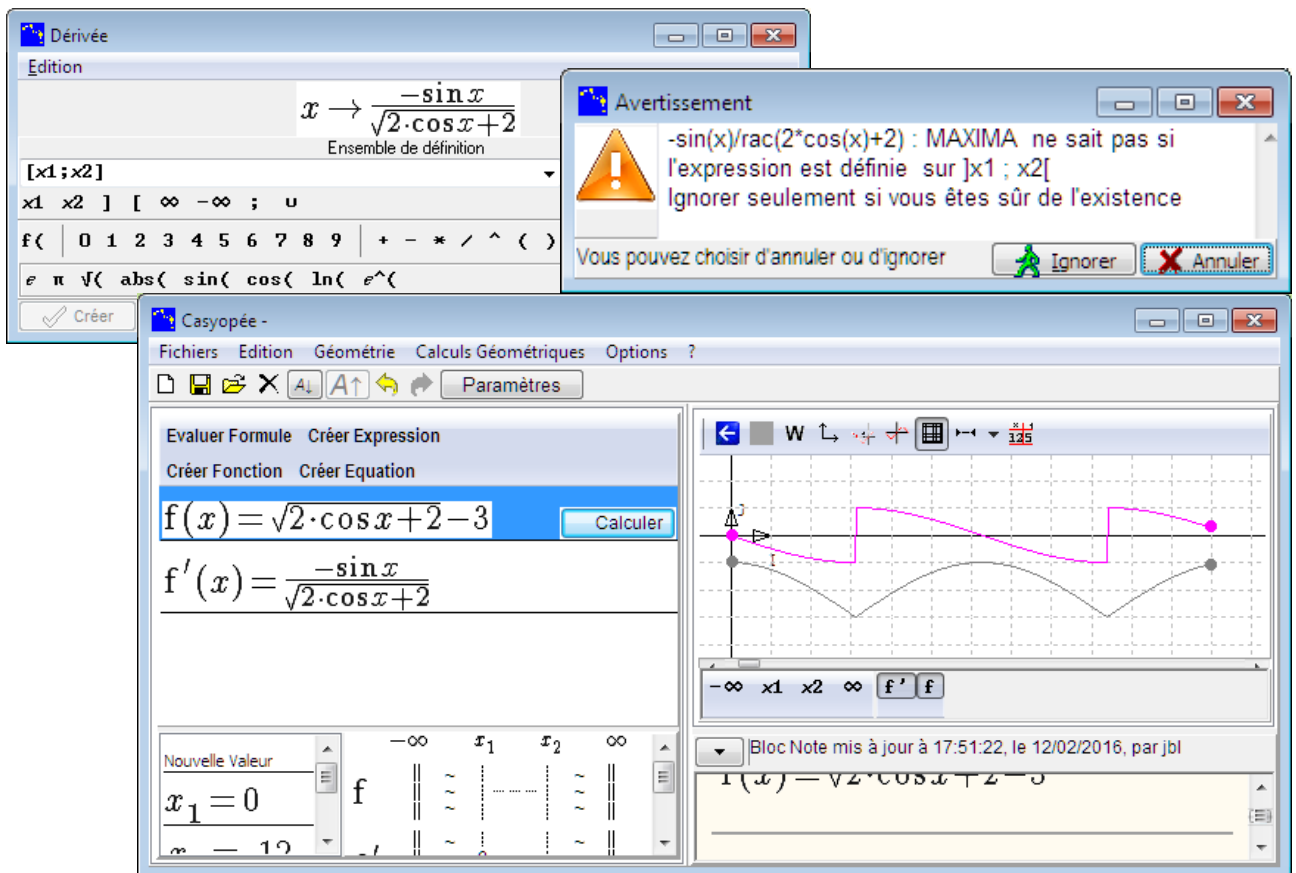 Dérivée
Edition
x → −sin x / √2·cos x+2
Ensemble de définition
[x1;x2]
x1 x2 ] [ ∞ -∞ ; ∪
f( 0 1 2 3 4 5 6 7 8 9 + - * / ^ ( )
e π √( abs( sin( cos( ln( e^(
Créer
Avertissement
-sin(x)/rac(2*cos(x)+2) : MAXIMA ne sait pas si
l'expression est définie sur ]x1 ; x2[
Ignorer seulement si vous êtes sûr de l'existence
Vous pouvez choisir d'annuler ou d'ignorer
Ignorer Annuler
Casyopée -
Fichiers Edition Géométrie Calculs Géométriques Options ?
A↓ A↑ Paramètres
Evaluer Formule Créer Expression
Créer Fonction Créer Equation
f(x)=√2·cos x+2−3
Calculer
f′(x)=−sin x / √2·cos x+2
W 125
J
I
-∞ x1 x2 ∞ f' f
Nouvelle Valeur
x1=0
−∞ x1 x2 ∞
f
Bloc Note mis à jour à 17:51:22, le 12/02/2016, par jbl
f(x)=√2·cos x+2−3